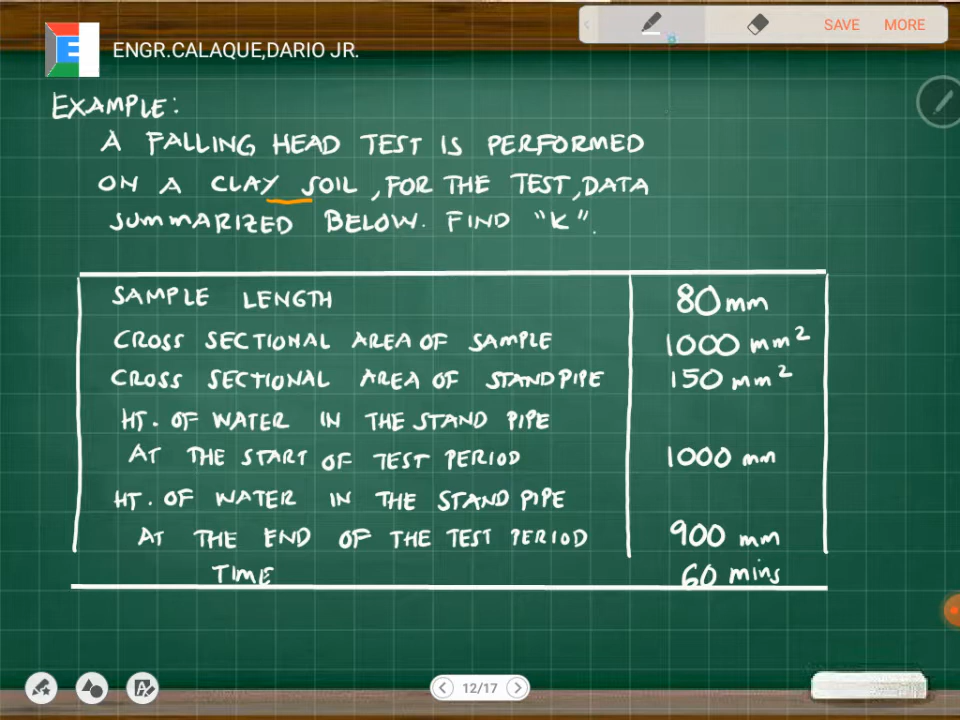 SAVE MORE
E ENGR.CALAQUE,DARIO JR.
EXAMPLE:
A FALLING HEAD TEST IS PERFORMED
ON A CLAY SOIL, FOR THE TEST, DATA
SUMMARIZED BELOW. FIND "K".
SAMPLE LENGTH 80 mm
CROSS SECTIONAL AREA OF SAMPLE 1000 mm²
CROSS SECTIONAL AREA OF STANDPIPE 150 mm²
HT. OF WATER IN THE STAND PIPE
AT THE START OF TEST PERIOD 1000 mm
HT. OF WATER IN THE STAND PIPE
AT THE END OF THE TEST PERIOD 900 mm
TIME 60 mins
12/17